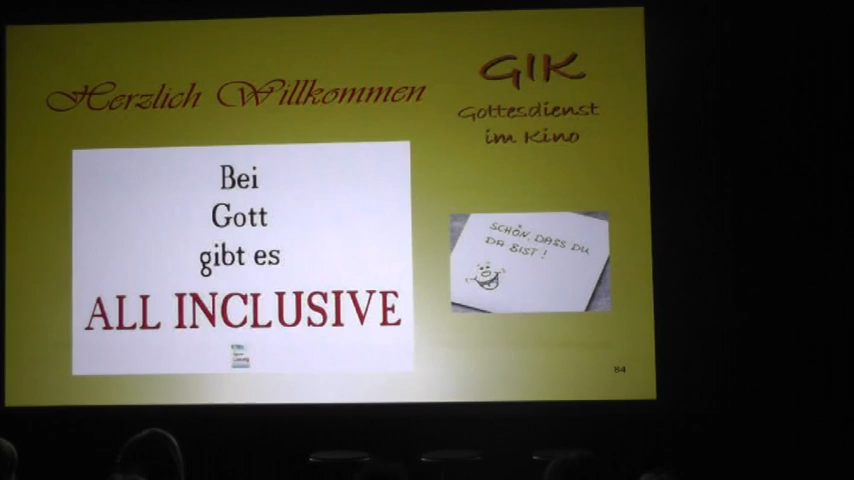 Herzlich Willkommen
GIK
Gottesdienst
im Kino
Bei
Gott
gibt es
ALL INCLUSIVE
SCHÖN, DASS DU
DA BIST!
84